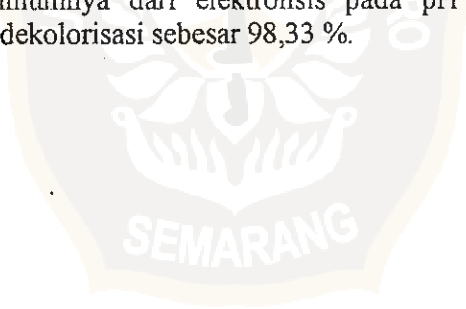 dari elektrolisis pada
dekolorisasi sebesar 98,33 %.
SEMARANG